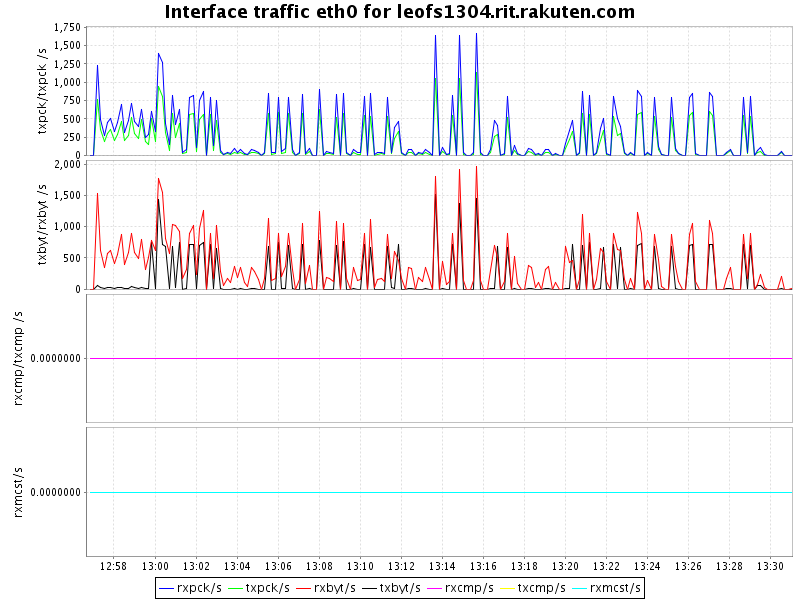 Interface traffic eth0 for leofs1304.rit.rakuten.com
txpck/txpck /s
1,750
1,500
1,250
1,000
750
500
250
0
txbyt/rxbyt /s
2,000
1,500
1,000
500
0
rxcmp/txcmp /s
0.0000000
rxmcst/s
0.0000000
12:58 13:00 13:02 13:04 13:06 13:08 13:10 13:12 13:14 13:16 13:18 13:20 13:22 13:24 13:26 13:28 13:30
rxpck/s txpck/s rxbyt/s txbyt/s rxcmp/s txcmp/s rxmcst/s